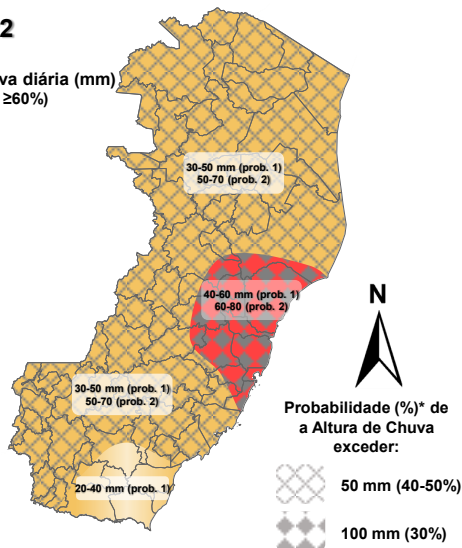 2
va diária (mm)
≥60%)
30-50 mm (prob. 1)
50-70 (prob. 2)
40-60 mm (prob. 1)
60-80 (prob. 2)
30-50 mm (prob. 1)
50-70 (prob. 2)
20-40 mm (prob. 1)
N
Probabilidade (%)* de
a Altura de Chuva
exceder:
50 mm (40-50%)
100 mm (30%)